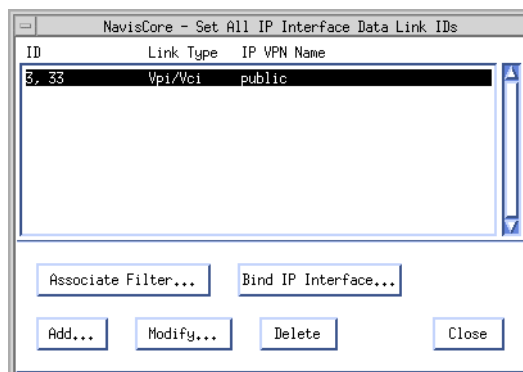 NavisCore - Set All IP Interface Data Link IDs
ID Link Type IP VPN Name
3, 33 Vpi/Vci public
Associate Filter... Bind IP Interface...
Add... Modify... Delete Close